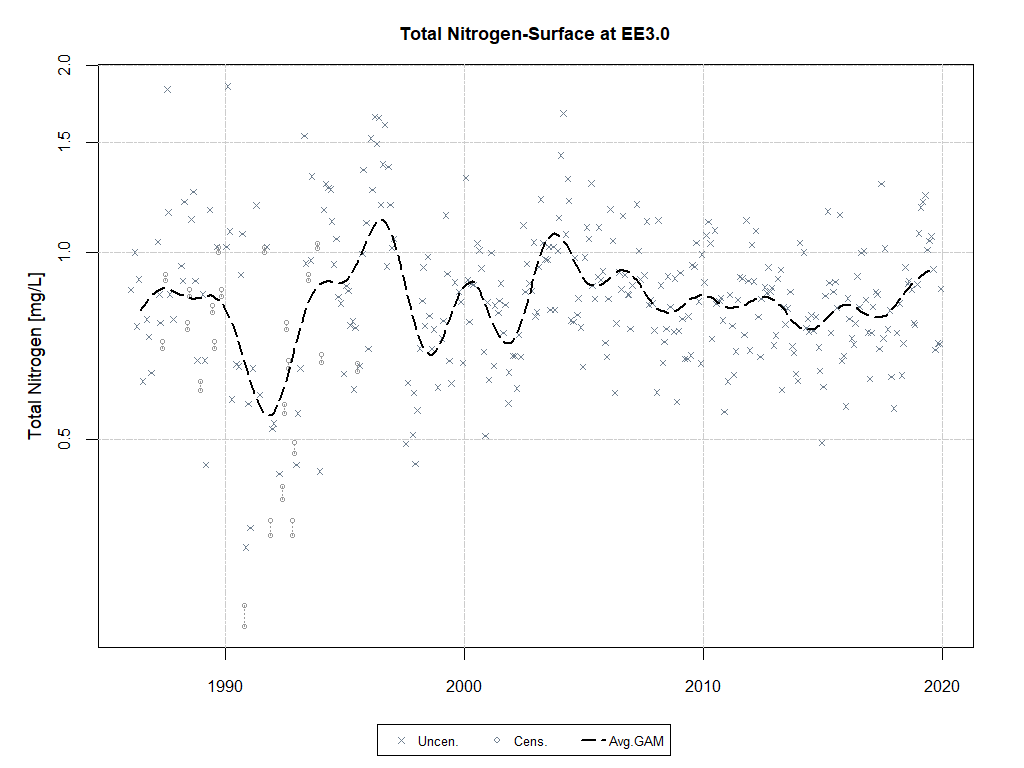 Total Nitrogen-Surface at EE3.0
Total Nitrogen [mg/L]
2.0
1.5
1.0
0.5
1990 2000 2010 2020
Uncen. Cens. Avg.GAM